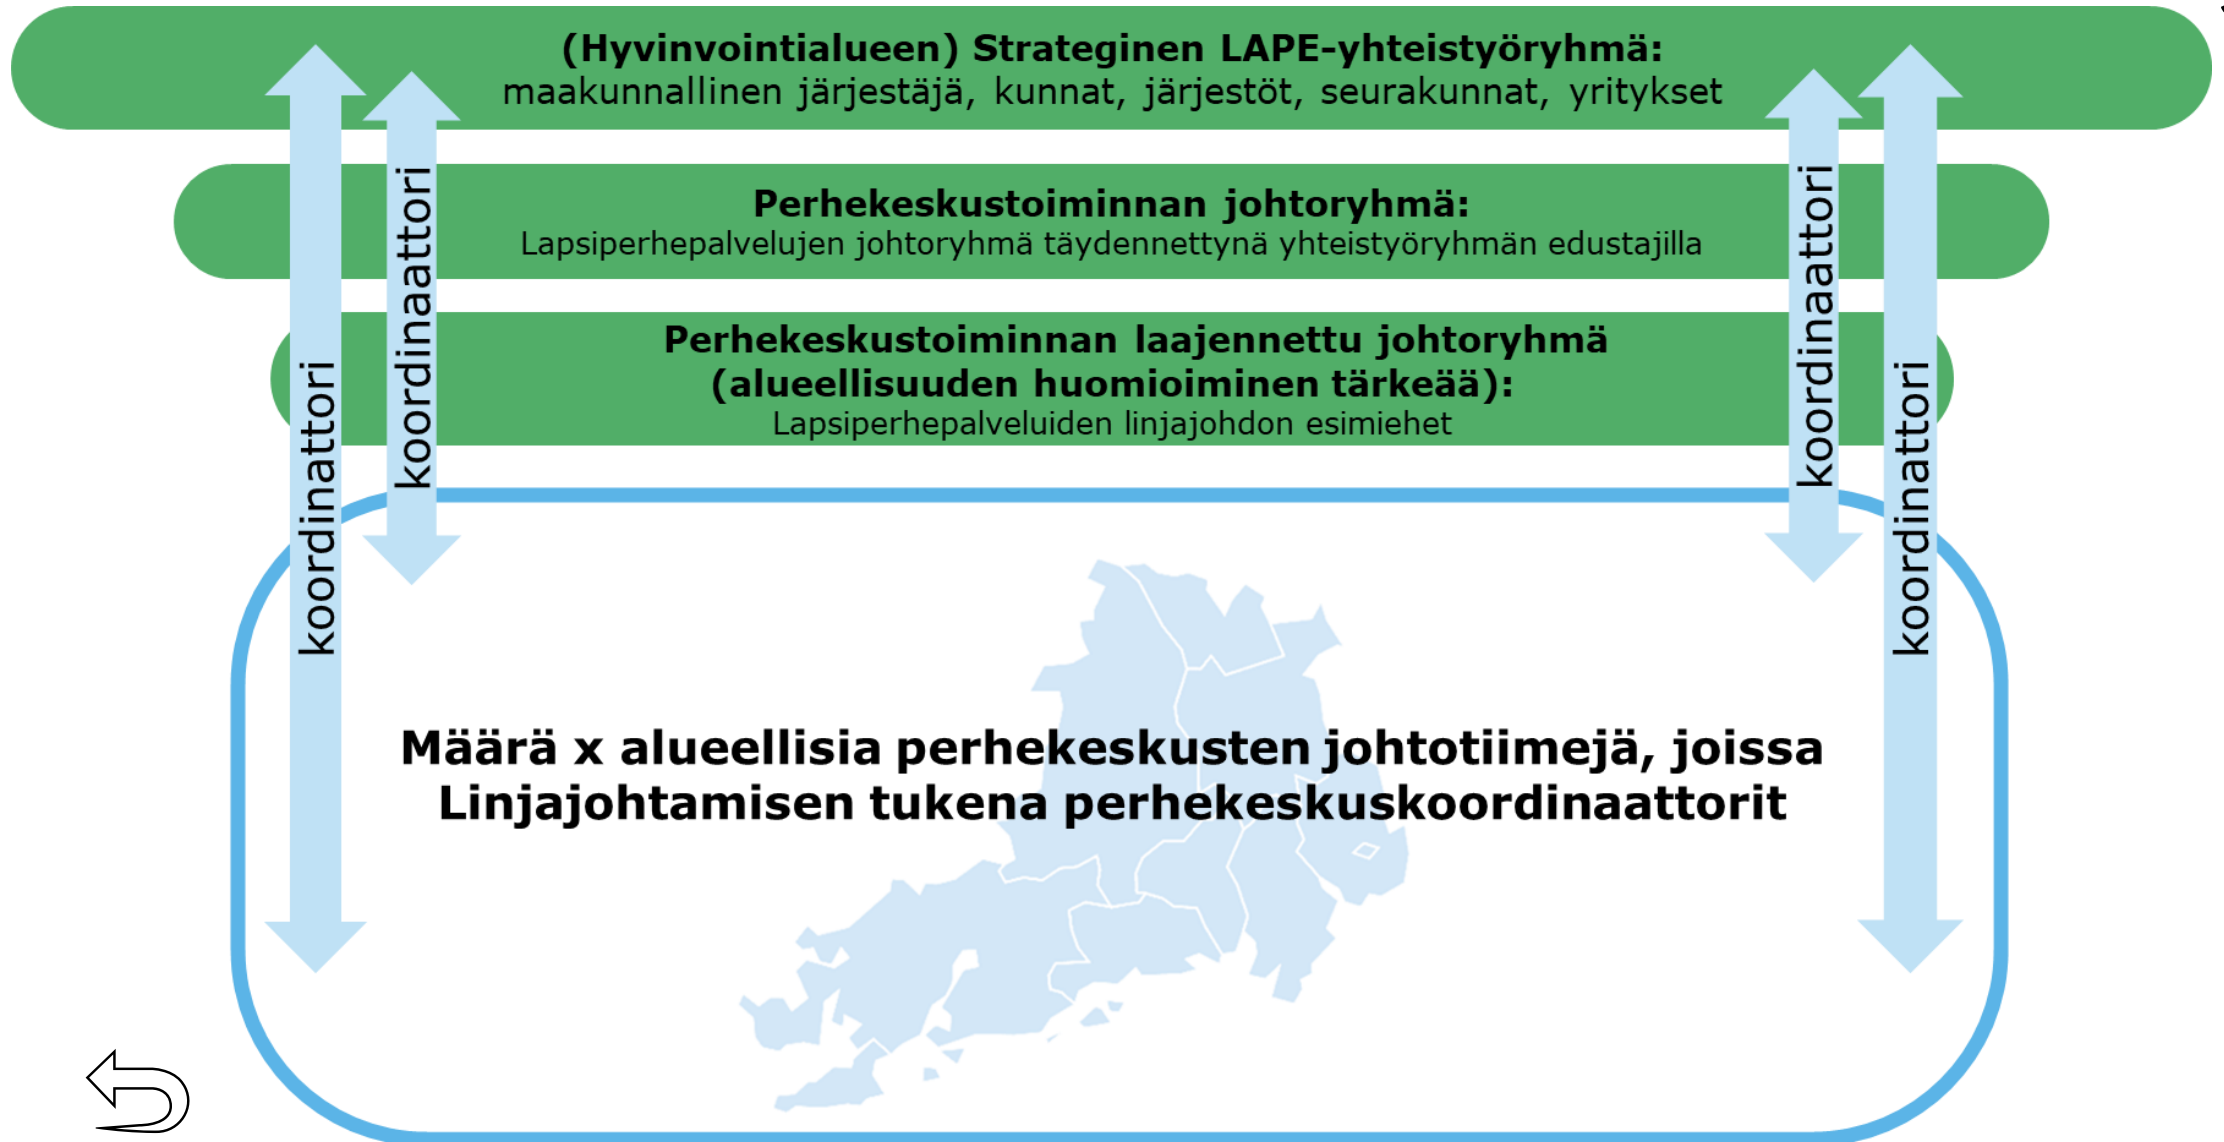 (Hyvinvointialueen) Strateginen LAPE-yhteistyöryhmä:
maakunnallinen järjestäjä, kunnat, järjestöt, seurakunnat, yritykset
Perhekeskustoiminnan johtoryhmä:
Lapsiperhepalvelujen johtoryhmä täydennettynä yhteistyöryhmän edustajilla
Perhekeskustoiminnan laajennettu johtoryhmä
(alueellisuuden huomioiminen tärkeää):
Lapsiperhepalveluiden linjajohdon esimiehet
koordinattori
koordinaattori
koordinaattori
koordinattori
Määrä x alueellisia perhekeskusten johtotiimejä, joissa
Linjajohtamisen tukena perhekeskuskoordinaattorit